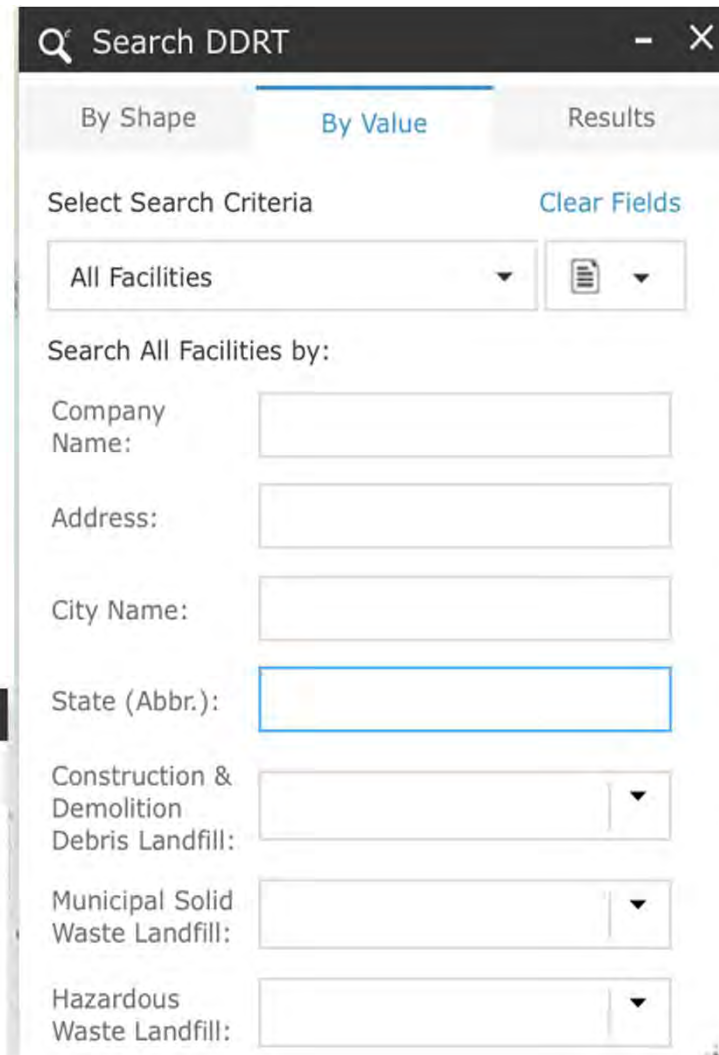 Search DDRT
By Shape By Value Results
Select Search Criteria Clear Fields
All Facilities
Search All Facilities by:
Company
Name:
Address:
City Name:
State (Abbr.):
Construction &
Demolition
Debris Landfill:
Municipal Solid
Waste Landfill:
Hazardous
Waste Landfill: